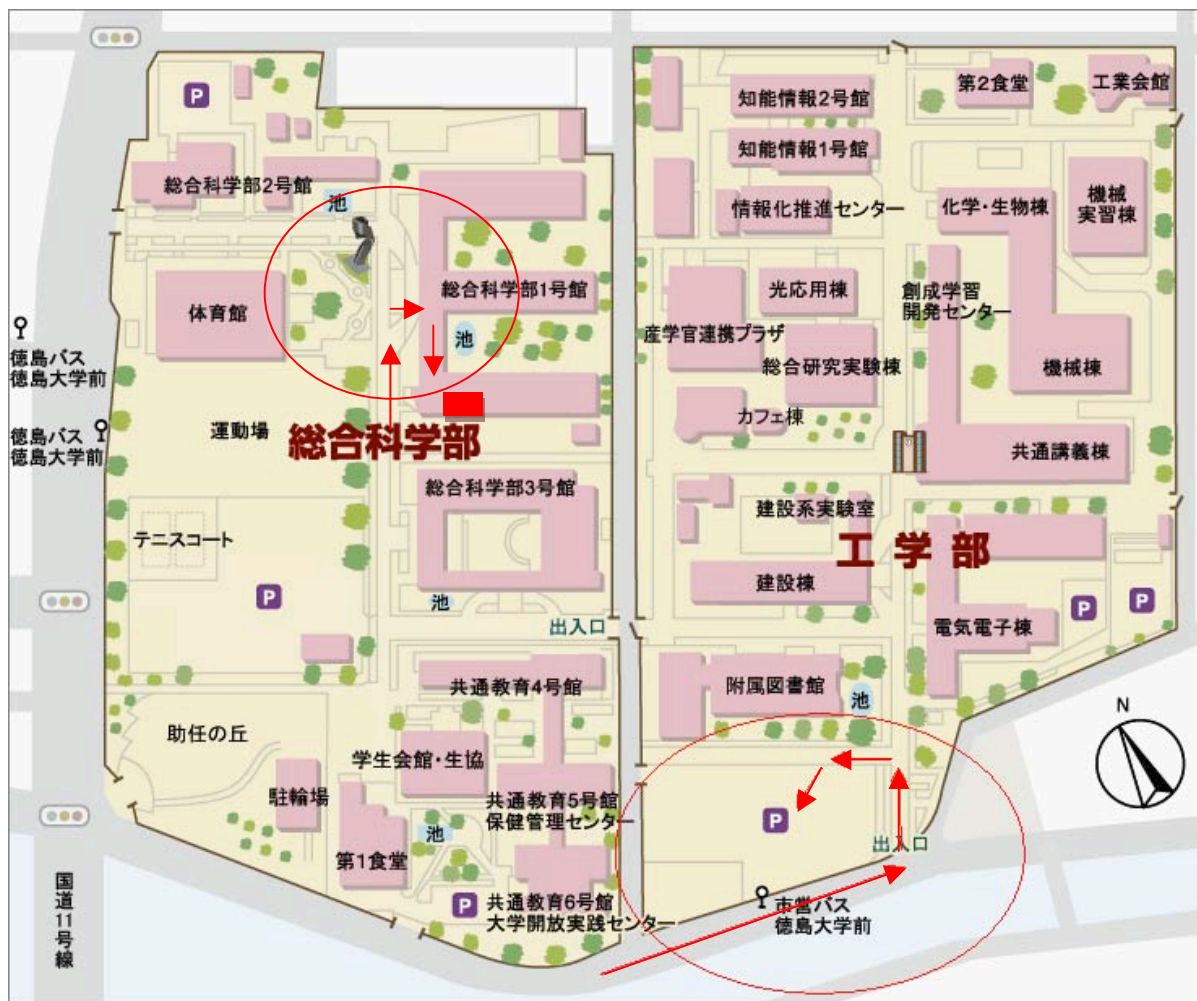 P
総合科学部2号館
池
総合科学部1号館
体育館
池
徳島バス
徳島大学前
徳島バス
徳島大学前
運動場
総合科学部
総合科学部3号館
テニスコート
P
池
出入口
共通教育4号館
助任の丘
学生会館・生協
駐輪場
共通教育5号館
保健管理センター
池
第1食堂
共通教育6号館
大学開放実践センター
P
国道11号線
知能情報2号館
第2食堂
工業会館
知能情報1号館
情報化推進センター
化学・生物棟
機械
実習棟
光応用棟
創成学習
開発センター
産学官連携プラザ
総合研究実験棟
機械棟
カフェ棟
共通講義棟
建設系実験室
工学部
建設棟
P
P
電気電子棟
附属図書館
池
N
P
出入口
市営バス
徳島大学前